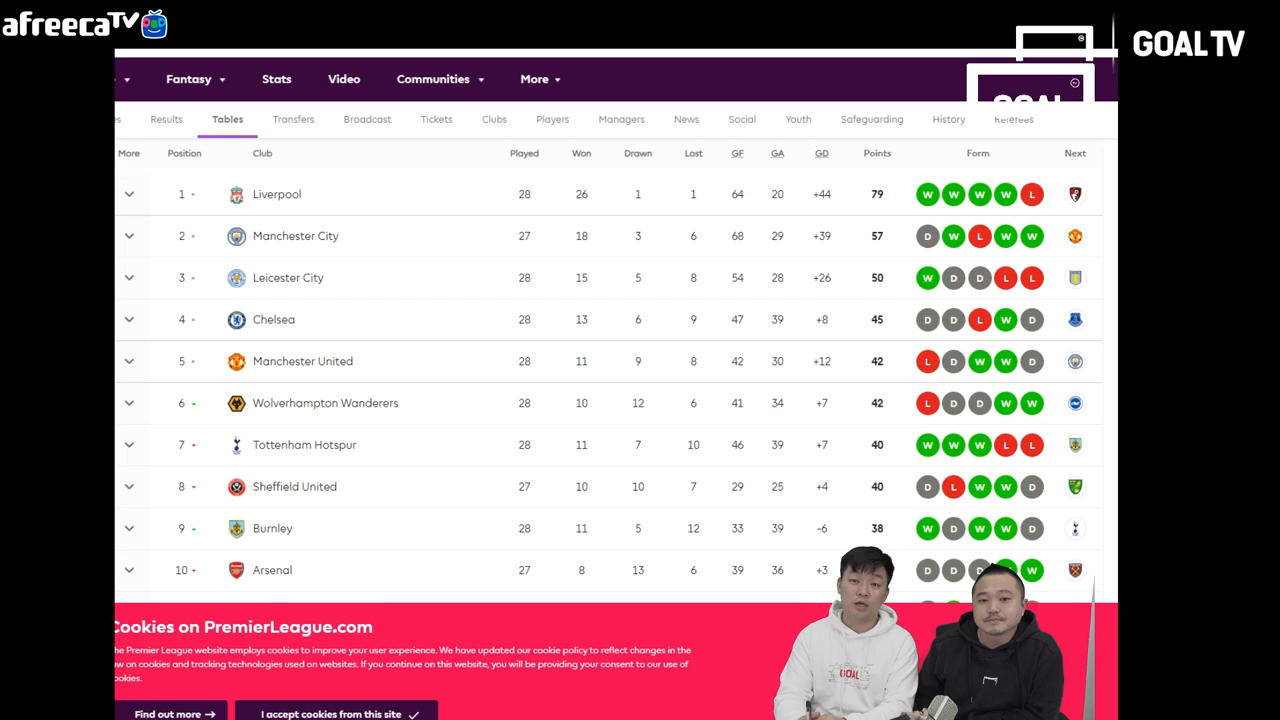 afreecaTV
GOAL TV
Fantasy Stats Video Communities More
GOAL
es Results Tables Transfers Broadcast Tickets Clubs Players Managers News Social Youth Safeguarding History Referees
More Position Club Played Won Drawn Lost GF GA GD Points Form Next
1 Liverpool 28 26 1 1 64 20 +44 79 W W W W L
2 Manchester City 27 18 3 6 68 29 +39 57 D W L W W
3 Leicester City 28 15 5 8 54 28 +26 50 W D D L L
4 Chelsea 28 13 6 9 47 39 +8 45 D D L W D
5 Manchester United 28 11 9 8 42 30 +12 42 L D W W D
6 Wolverhampton Wanderers 28 10 12 6 41 34 +7 42 L D D W W
7 Tottenham Hotspur 28 11 7 10 46 39 +7 40 W W W L L
8 Sheffield United 27 10 10 7 29 25 +4 40 D L W W D
9 Burnley 28 11 5 12 33 39 -6 38 W D W W D
10 Arsenal 27 8 13 6 39 36 +3 D D D W
Cookies on PremierLeague.com
he Premier League website employs cookies to improve your user experience. We have updated our cookie policy to reflect changes in the
aw on cookies and tracking technologies used on websites. If you continue on this website, you will be providing your consent to our use of
ookies.
Find out more → I accept cookies from this site
GOAL